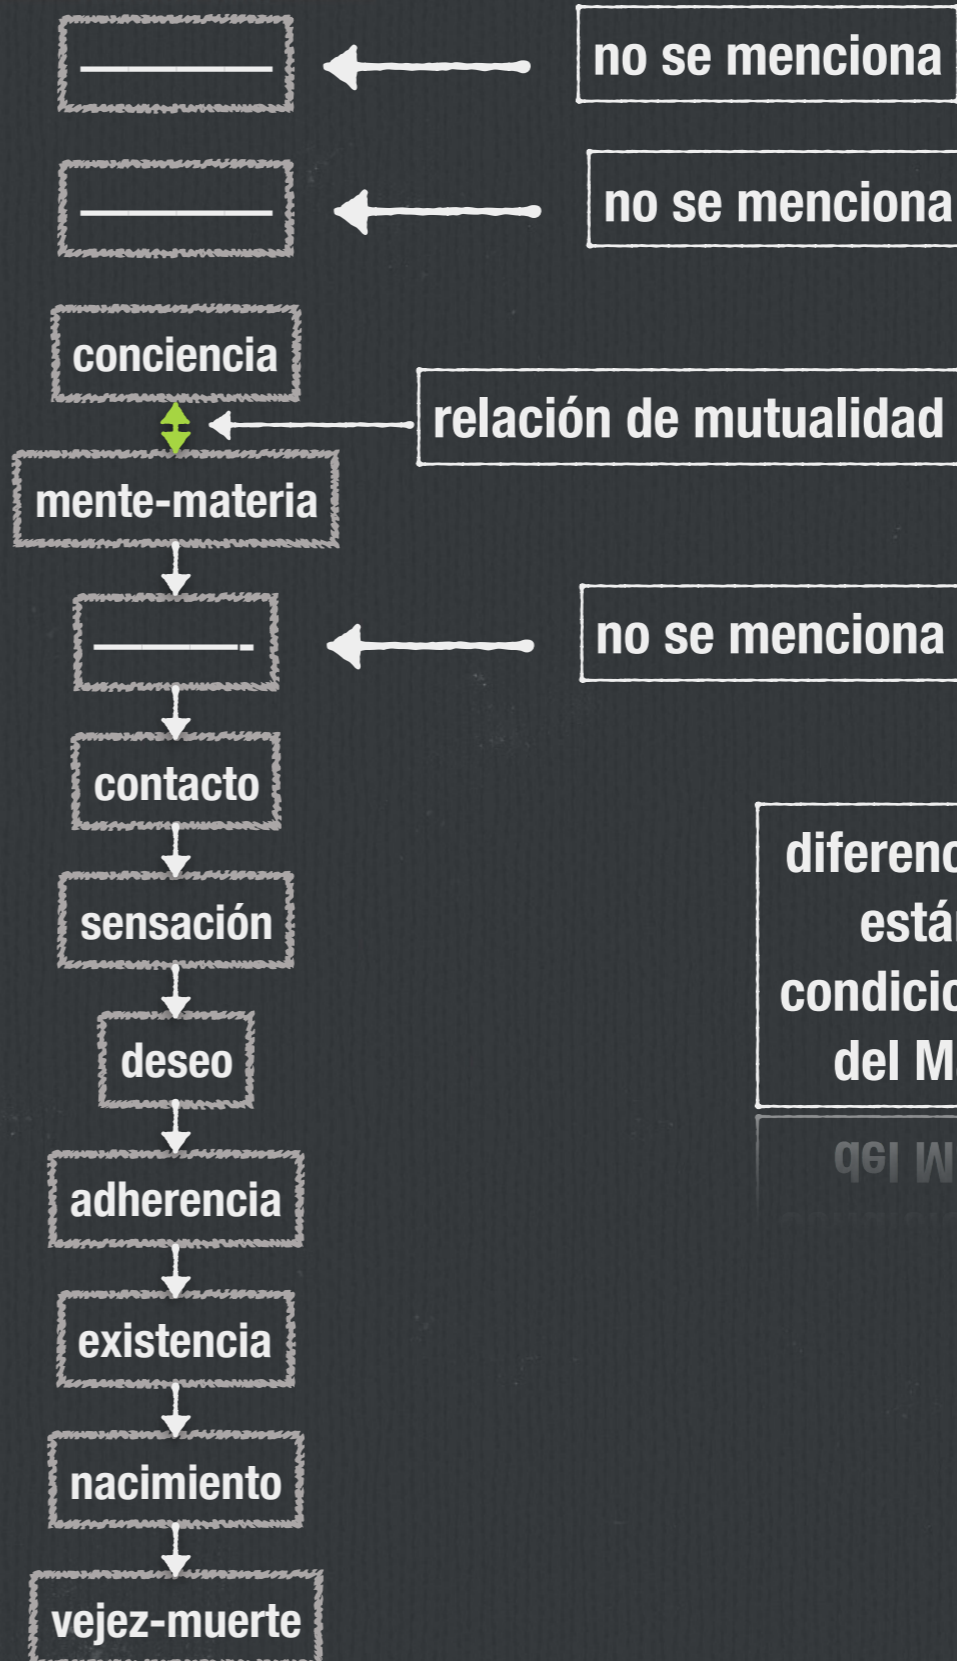 no se menciona
no se menciona
conciencia
relación de mutualidad
mente-materia
no se menciona
contacto
sensación
deseo
adherencia
existencia
nacimiento
vejez-muerte
del